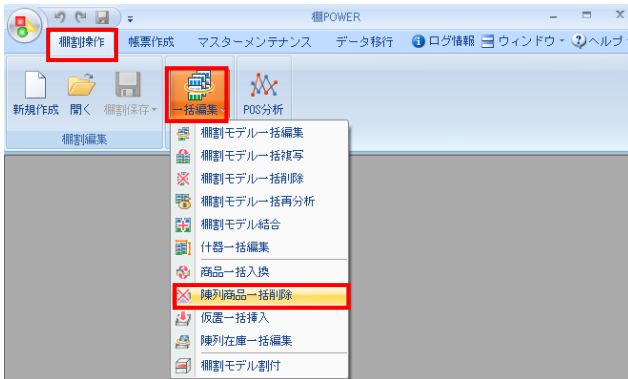 棚POWER
棚割操作 帳票作成 マスターメンテナンス データ移行 ログ情報 ウィンドウ ヘルプ
新規作成 開く 棚割保存 一括編集 POS分析
棚割編集
棚割モデル一括編集
棚割モデル一括複写
棚割モデル一括削除
棚割モデル一括再分析
棚割モデル結合
什器一括編集
商品一括入換
陳列商品一括削除
仮置一括挿入
陳列在庫一括編集
棚割モデル割付